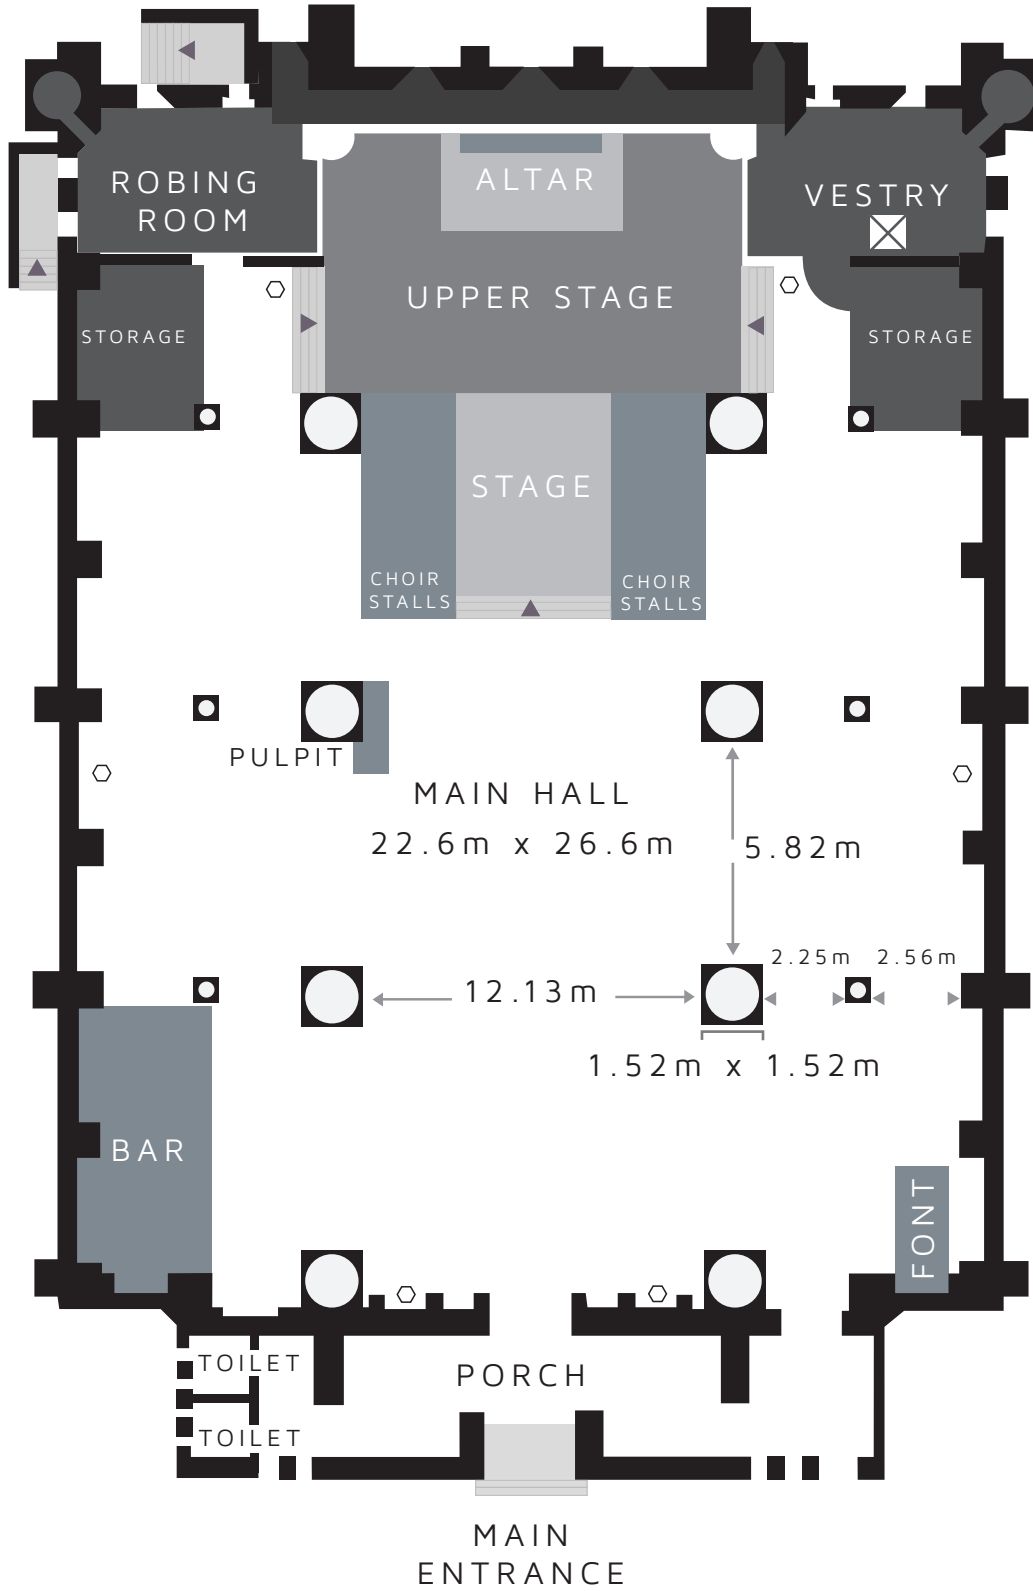 ALTAR
ROBING
ROOM
VESTRY
UPPER STAGE
STORAGE
STORAGE
STAGE
CHOIR
STALLS
CHOIR
STALLS
PULPIT
MAIN HALL
22.6m x 26.6m
5.82m
2.25m 2.56m
12.13m
1.52m x 1.52m
BAR
FONT
TOILET
PORCH
TOILET
MAIN
ENTRANCE